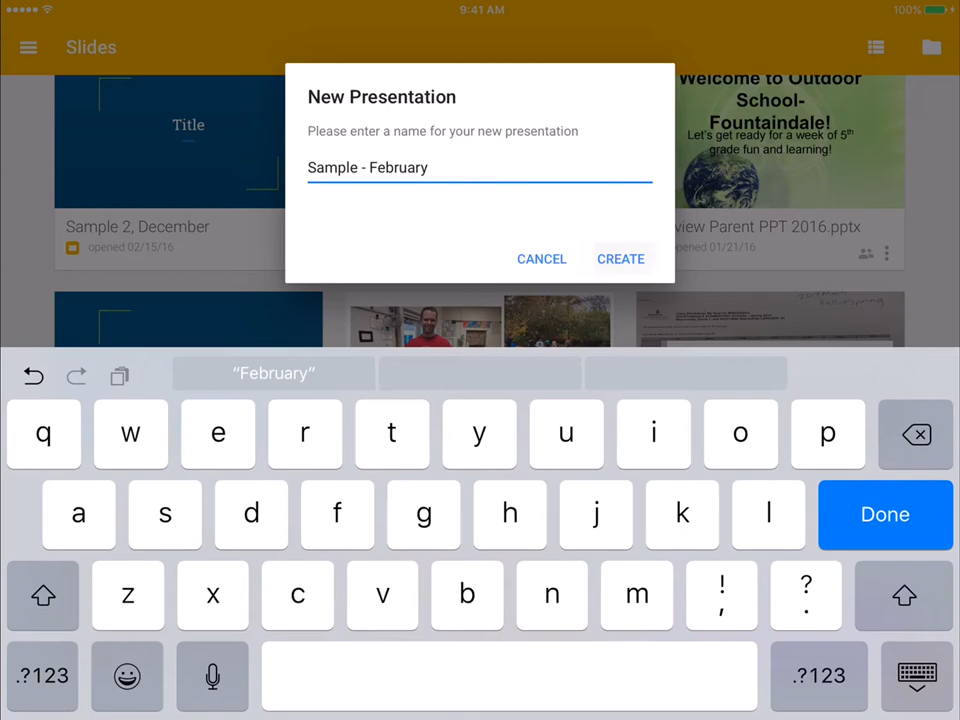 9:41 AM
100%
Slides
New Presentation
Please enter a name for your new presentation
Sample - February
CANCEL
CREATE
Title
Sample 2, December
opened 02/15/16
Welcome to Outdoor
School-
Fountaindale!
Let's get ready for a week of 5th
grade fun and learning!
view Parent PPT 2016.pptx
opened 01/21/16
“February”
q w e r t y u i o p
a s d f g h j k l Done
z x c v b n m ! , ? .
.?123 .?123